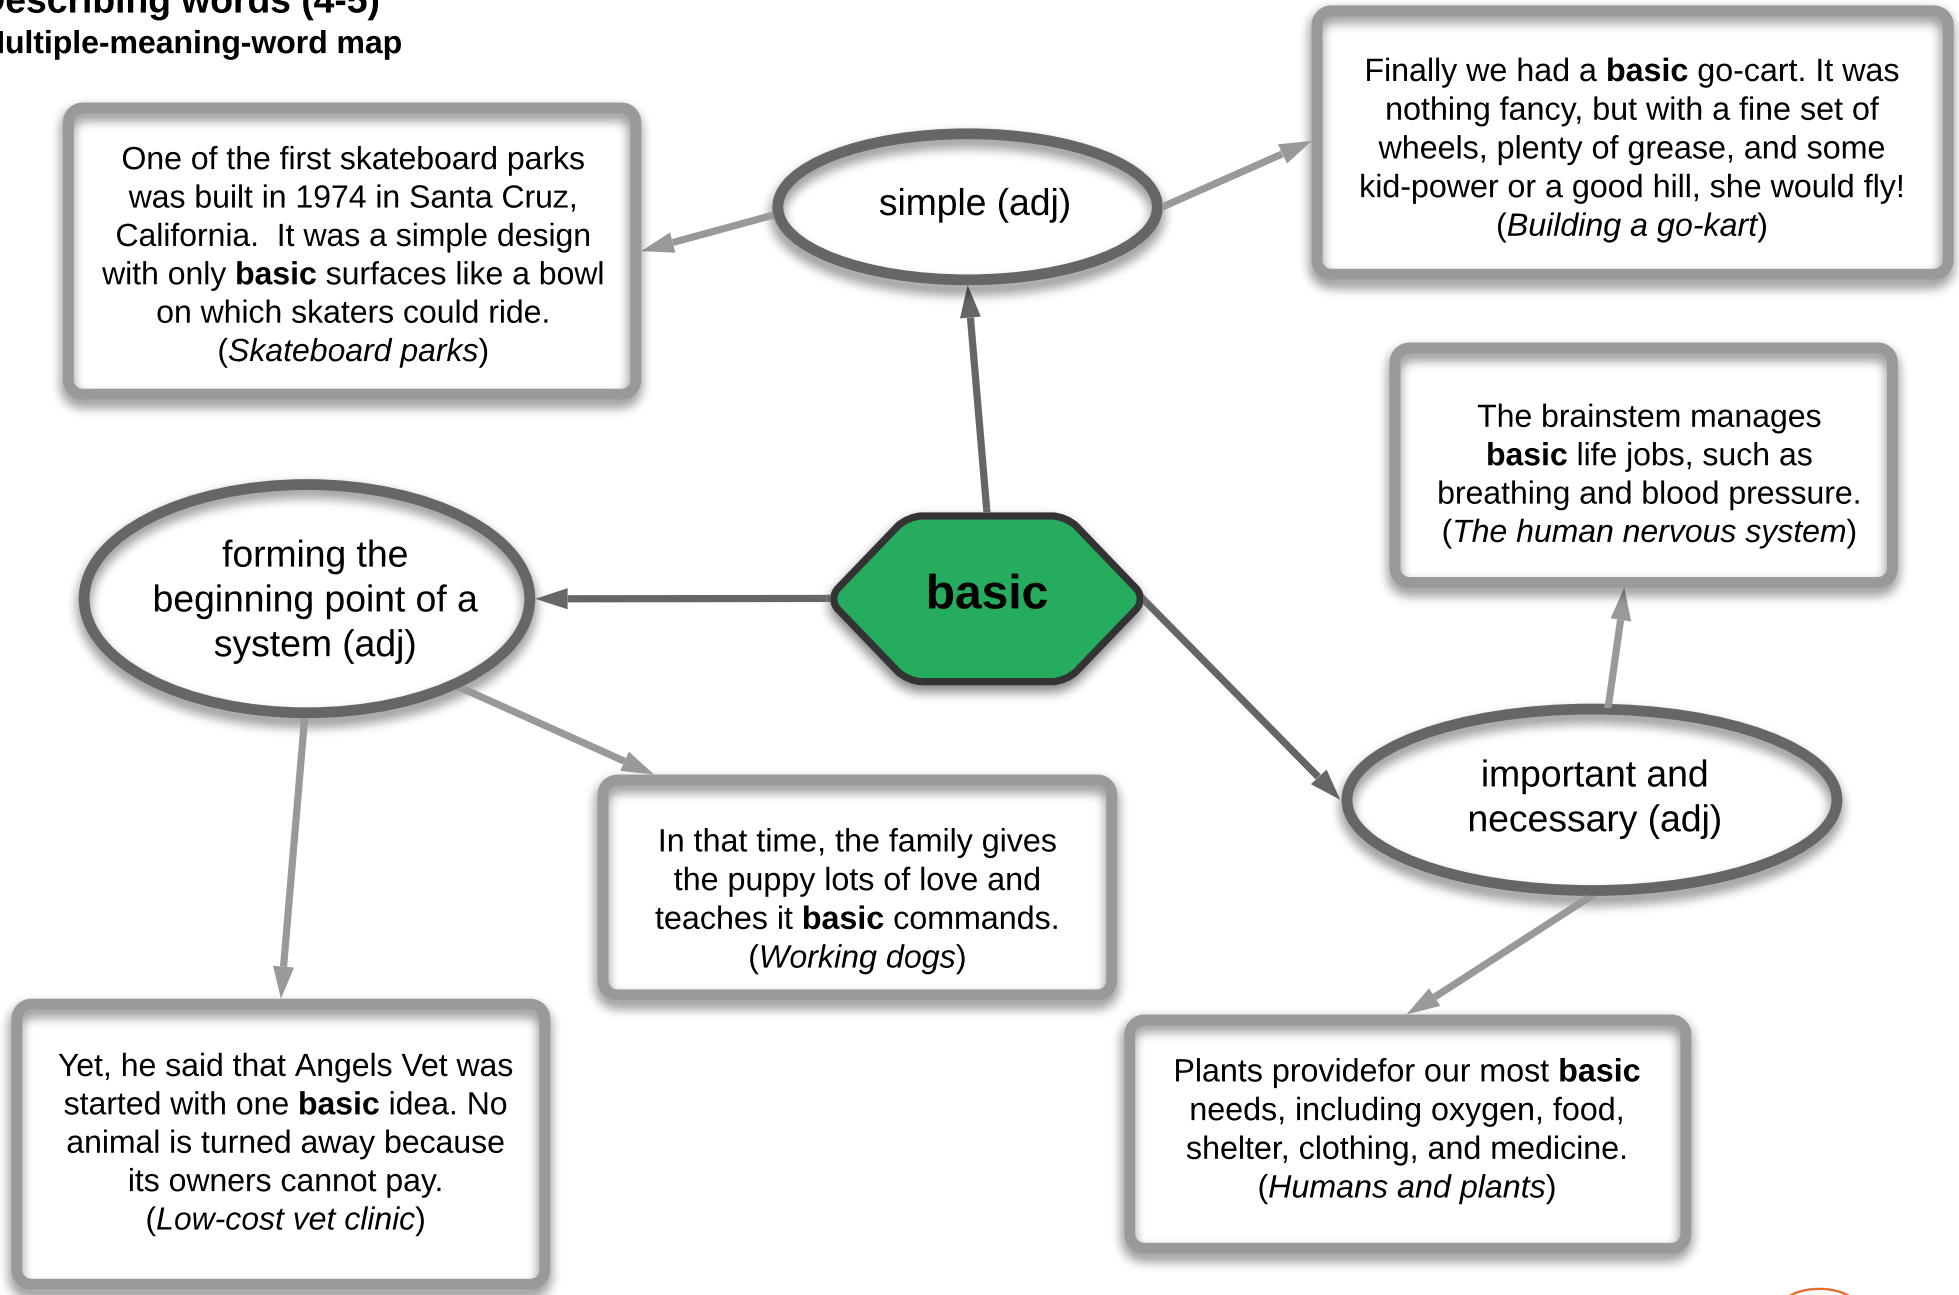 Describing words (4-5)
Multiple-meaning-word map
One of the first skateboard parks
was built in 1974 in Santa Cruz,
California.  It was a simple design
with only basic surfaces like a bowl
on which skaters could ride.
(Skateboard parks)
simple (adj)
Finally we had a basic go-cart. It was
nothing fancy, but with a fine set of
wheels, plenty of grease, and some
kid-power or a good hill, she would fly!
(Building a go-kart)
The brainstem manages
basic life jobs, such as
breathing and blood pressure.
(The human nervous system)
forming the
beginning point of a
system (adj)
basic
important and
necessary (adj)
In that time, the family gives
the puppy lots of love and
teaches it basic commands.
(Working dogs)
Yet, he said that Angels Vet was
started with one basic idea. No
animal is turned away because
its owners cannot pay.
(Low-cost vet clinic)
Plants providefor our most basic
needs, including oxygen, food,
shelter, clothing, and medicine.
(Humans and plants)